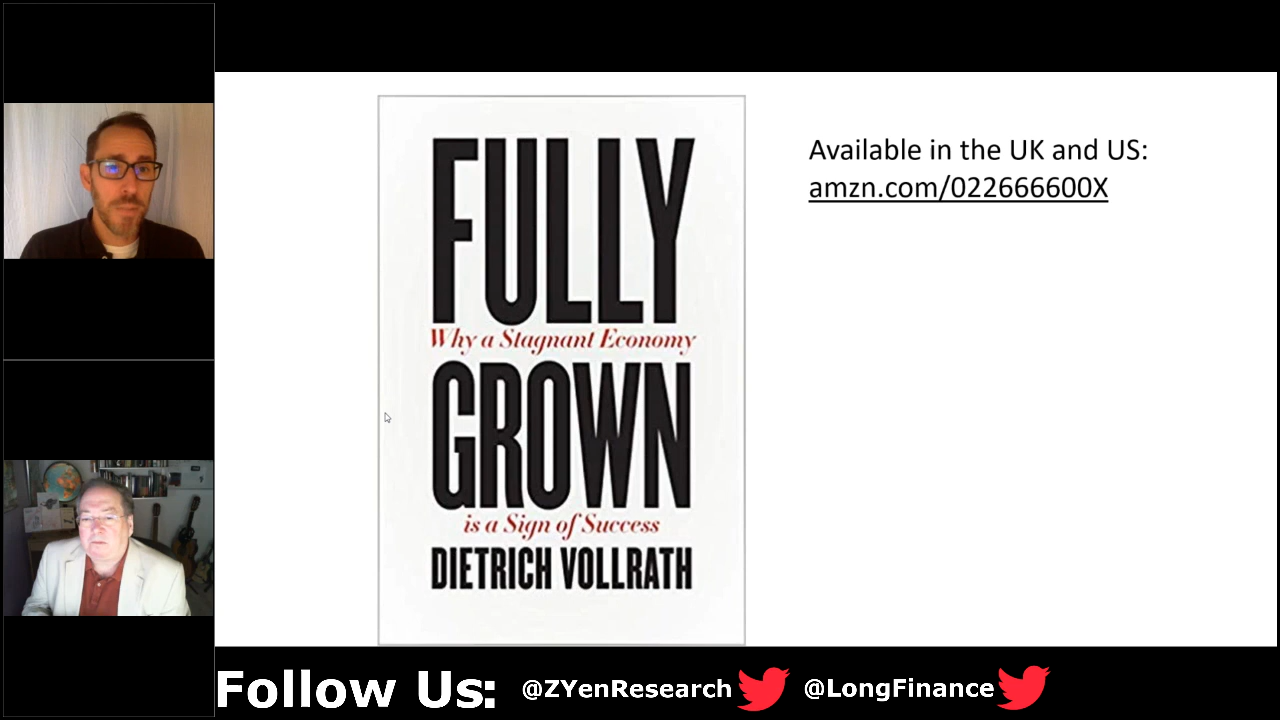 FULLY
Why a Stagnant Economy
GROWN
is a Sign of Success
DIETRICH VOLLRATH
Available in the UK and US:
amzn.com/022666600X
Follow Us: @ZYenResearch @LongFinance